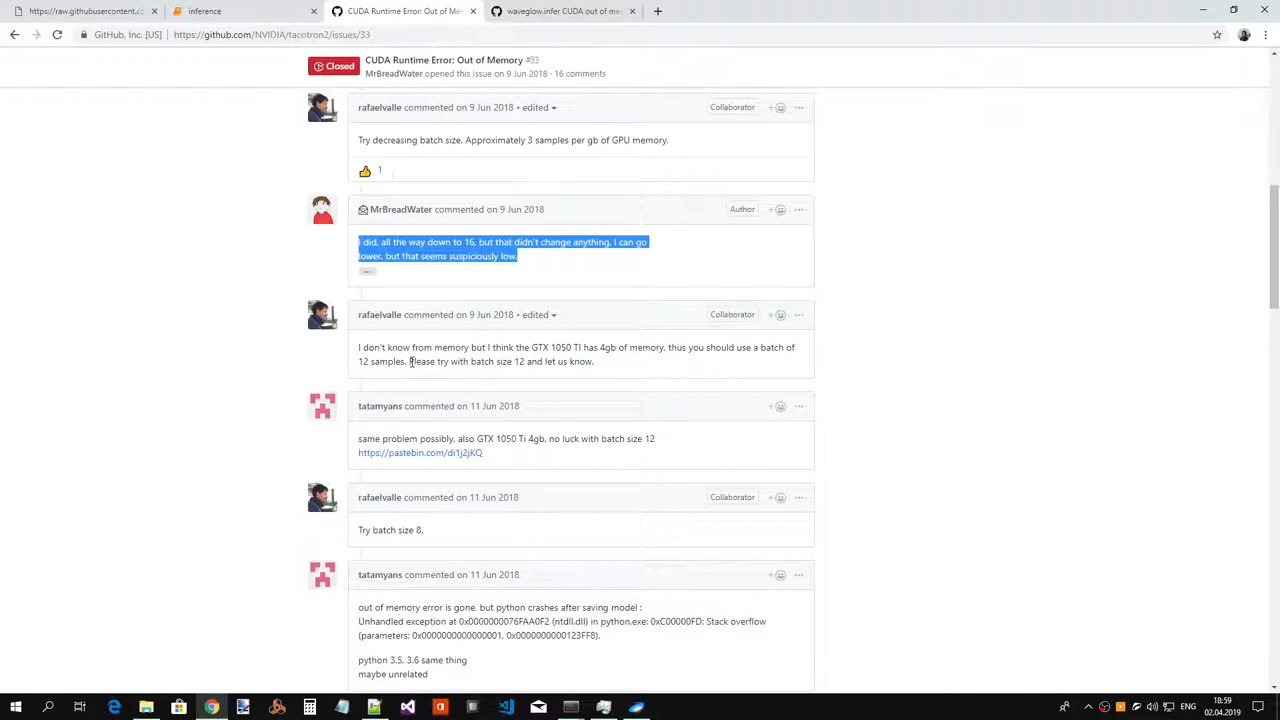 https://raw.githubusercontent.c
inference
CUDA Runtime Error: Out of Mem
waveglow.infer CUDA out of me
GitHub, Inc. [US]
https://github.com/NVIDIA/tacotron2/issues/33
Closed
CUDA Runtime Error: Out of Memory #33
MrBreadWater opened this issue on 9 Jun 2018 · 16 comments
rafaelvalle commented on 9 Jun 2018 • edited
Collaborator
Try decreasing batch size. Approximately 3 samples per gb of GPU memory.
1
MrBreadWater commented on 9 Jun 2018
Author
I did, all the way down to 16, but that didn't change anything, I can go
lower, but that seems suspiciously low.
rafaelvalle commented on 9 Jun 2018 • edited
Collaborator
I don't know from memory but I think the GTX 1050 TI has 4gb of memory, thus you should use a batch of
12 samples. Please try with batch size 12 and let us know.
tatamyans commented on 11 Jun 2018
same problem possibly, also GTX 1050 Ti 4gb, no luck with batch size 12
https://pastebin.com/di1j2jKQ
rafaelvalle commented on 11 Jun 2018
Collaborator
Try batch size 8.
tatamyans commented on 11 Jun 2018
out of memory error is gone, but python crashes after saving model :
Unhandled exception at 0x0000000076FAA0F2 (ntdll.dll) in python.exe: 0xC00000FD: Stack overflow
(parameters: 0x0000000000000001, 0x0000000000123FF8).
python 3.5, 3.6 same thing
maybe unrelated
ENG
18:59
02.04.2019